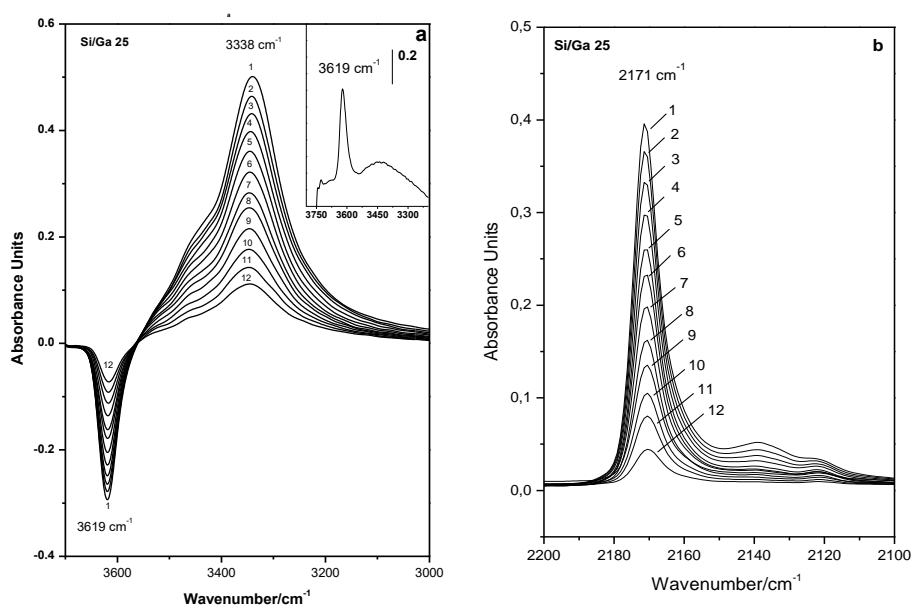 a
Si/Ga 25
3338 cm-1
a
3619 cm-1
0.2
3750 3600 3450 3300
1
2
3
4
5
6
7
8
9
10
11
12
12
1
3619 cm-1
0.6
0.4
0.2
0.0
-0.2
-0.4
3600 3400 3200 3000
Absorbance Units
Wavenumber/cm-1
Si/Ga 25
b
2171 cm-1
1
2
3
4
5
6
7
8
9
10
11
12
0,5
0,4
0,3
0,2
0,1
0,0
2200 2180 2160 2140 2120 2100
Absorbance Units
Wavenumber/cm-1